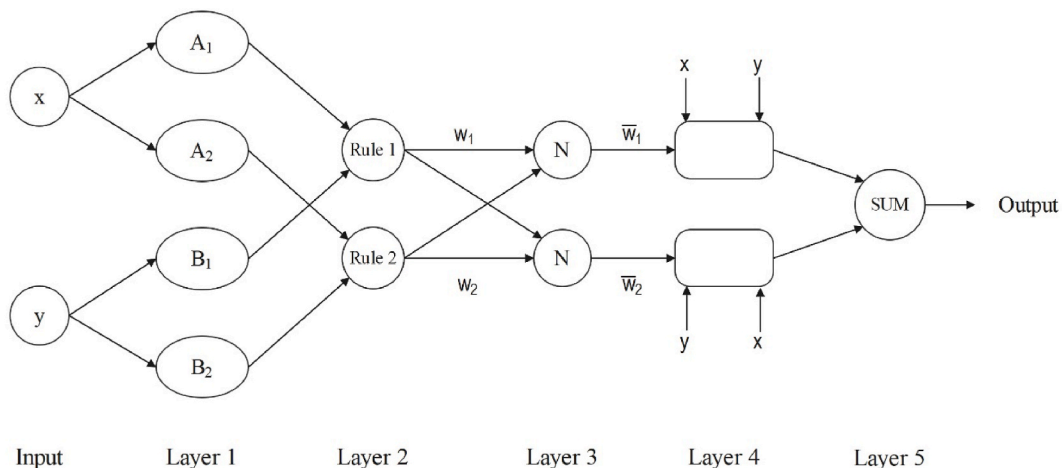 A₁
x
y
x
A₂
Rule 1
w₁
N
w̅₁
SUM
Output
B₁
Rule 2
w₂
N
w̅₂
y
B₂
y
x
Input
Layer 1
Layer 2
Layer 3
Layer 4
Layer 5